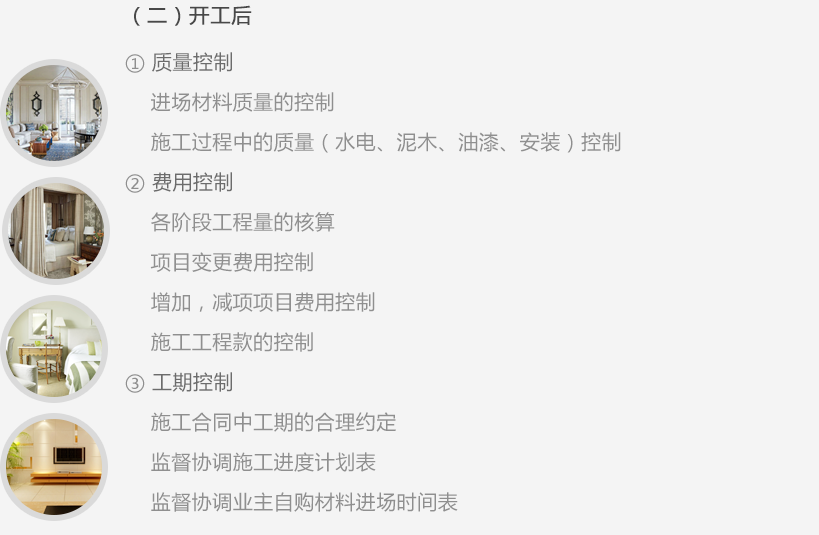 （二）开工后
① 质量控制
进场材料质量的控制
施工过程中的质量（水电、泥木、油漆、安装）控制
② 费用控制
各阶段工程量的核算
项目变更费用控制
增加，减项项目费用控制
施工工程款的控制
③ 工期控制
施工合同中工期的合理约定
监督协调施工进度计划表
监督协调业主自购材料进场时间表